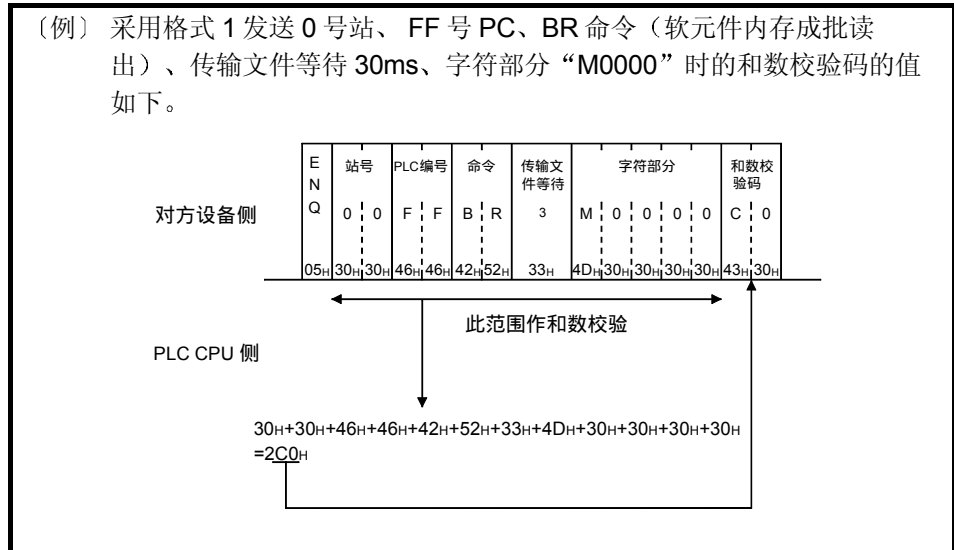 〔例〕 采用格式 1 发送 0 号站、 FF 号 PC、BR 命令（软元件内存成批读
出）、传输文件等待 30ms、字符部分“M0000”时的和数校验码的值
如下。
E N Q 站号 PLC编号 命令 传输文件等待 字符部分 和数校验码
对方设备侧 0 0 F F B R 3 M 0 0 0 0 C 0
05H 30H 30H 46H 46H 42H 52H 33H 4DH 30H 30H 30H 30H 43H 30H
此范围作和数校验
PLC CPU 侧
30H+30H+46H+46H+42H+52H+33H+4DH+30H+30H+30H+30H
=2C0H